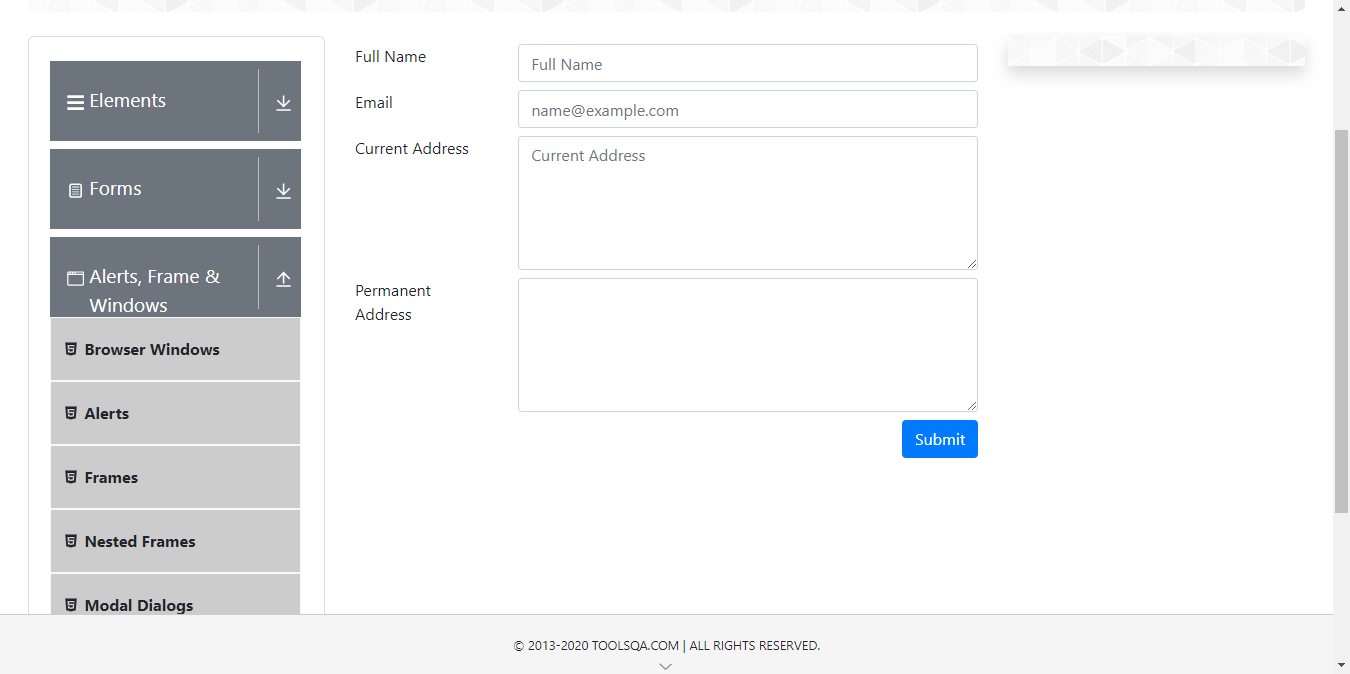 Elements
Forms
Alerts, Frame &
Windows
Browser Windows
Alerts
Frames
Nested Frames
Modal Dialogs
Full Name
Full Name
Email
name@example.com
Current Address
Current Address
Permanent
Address
Submit
© 2013-2020 TOOLSQA.COM | ALL RIGHTS RESERVED.